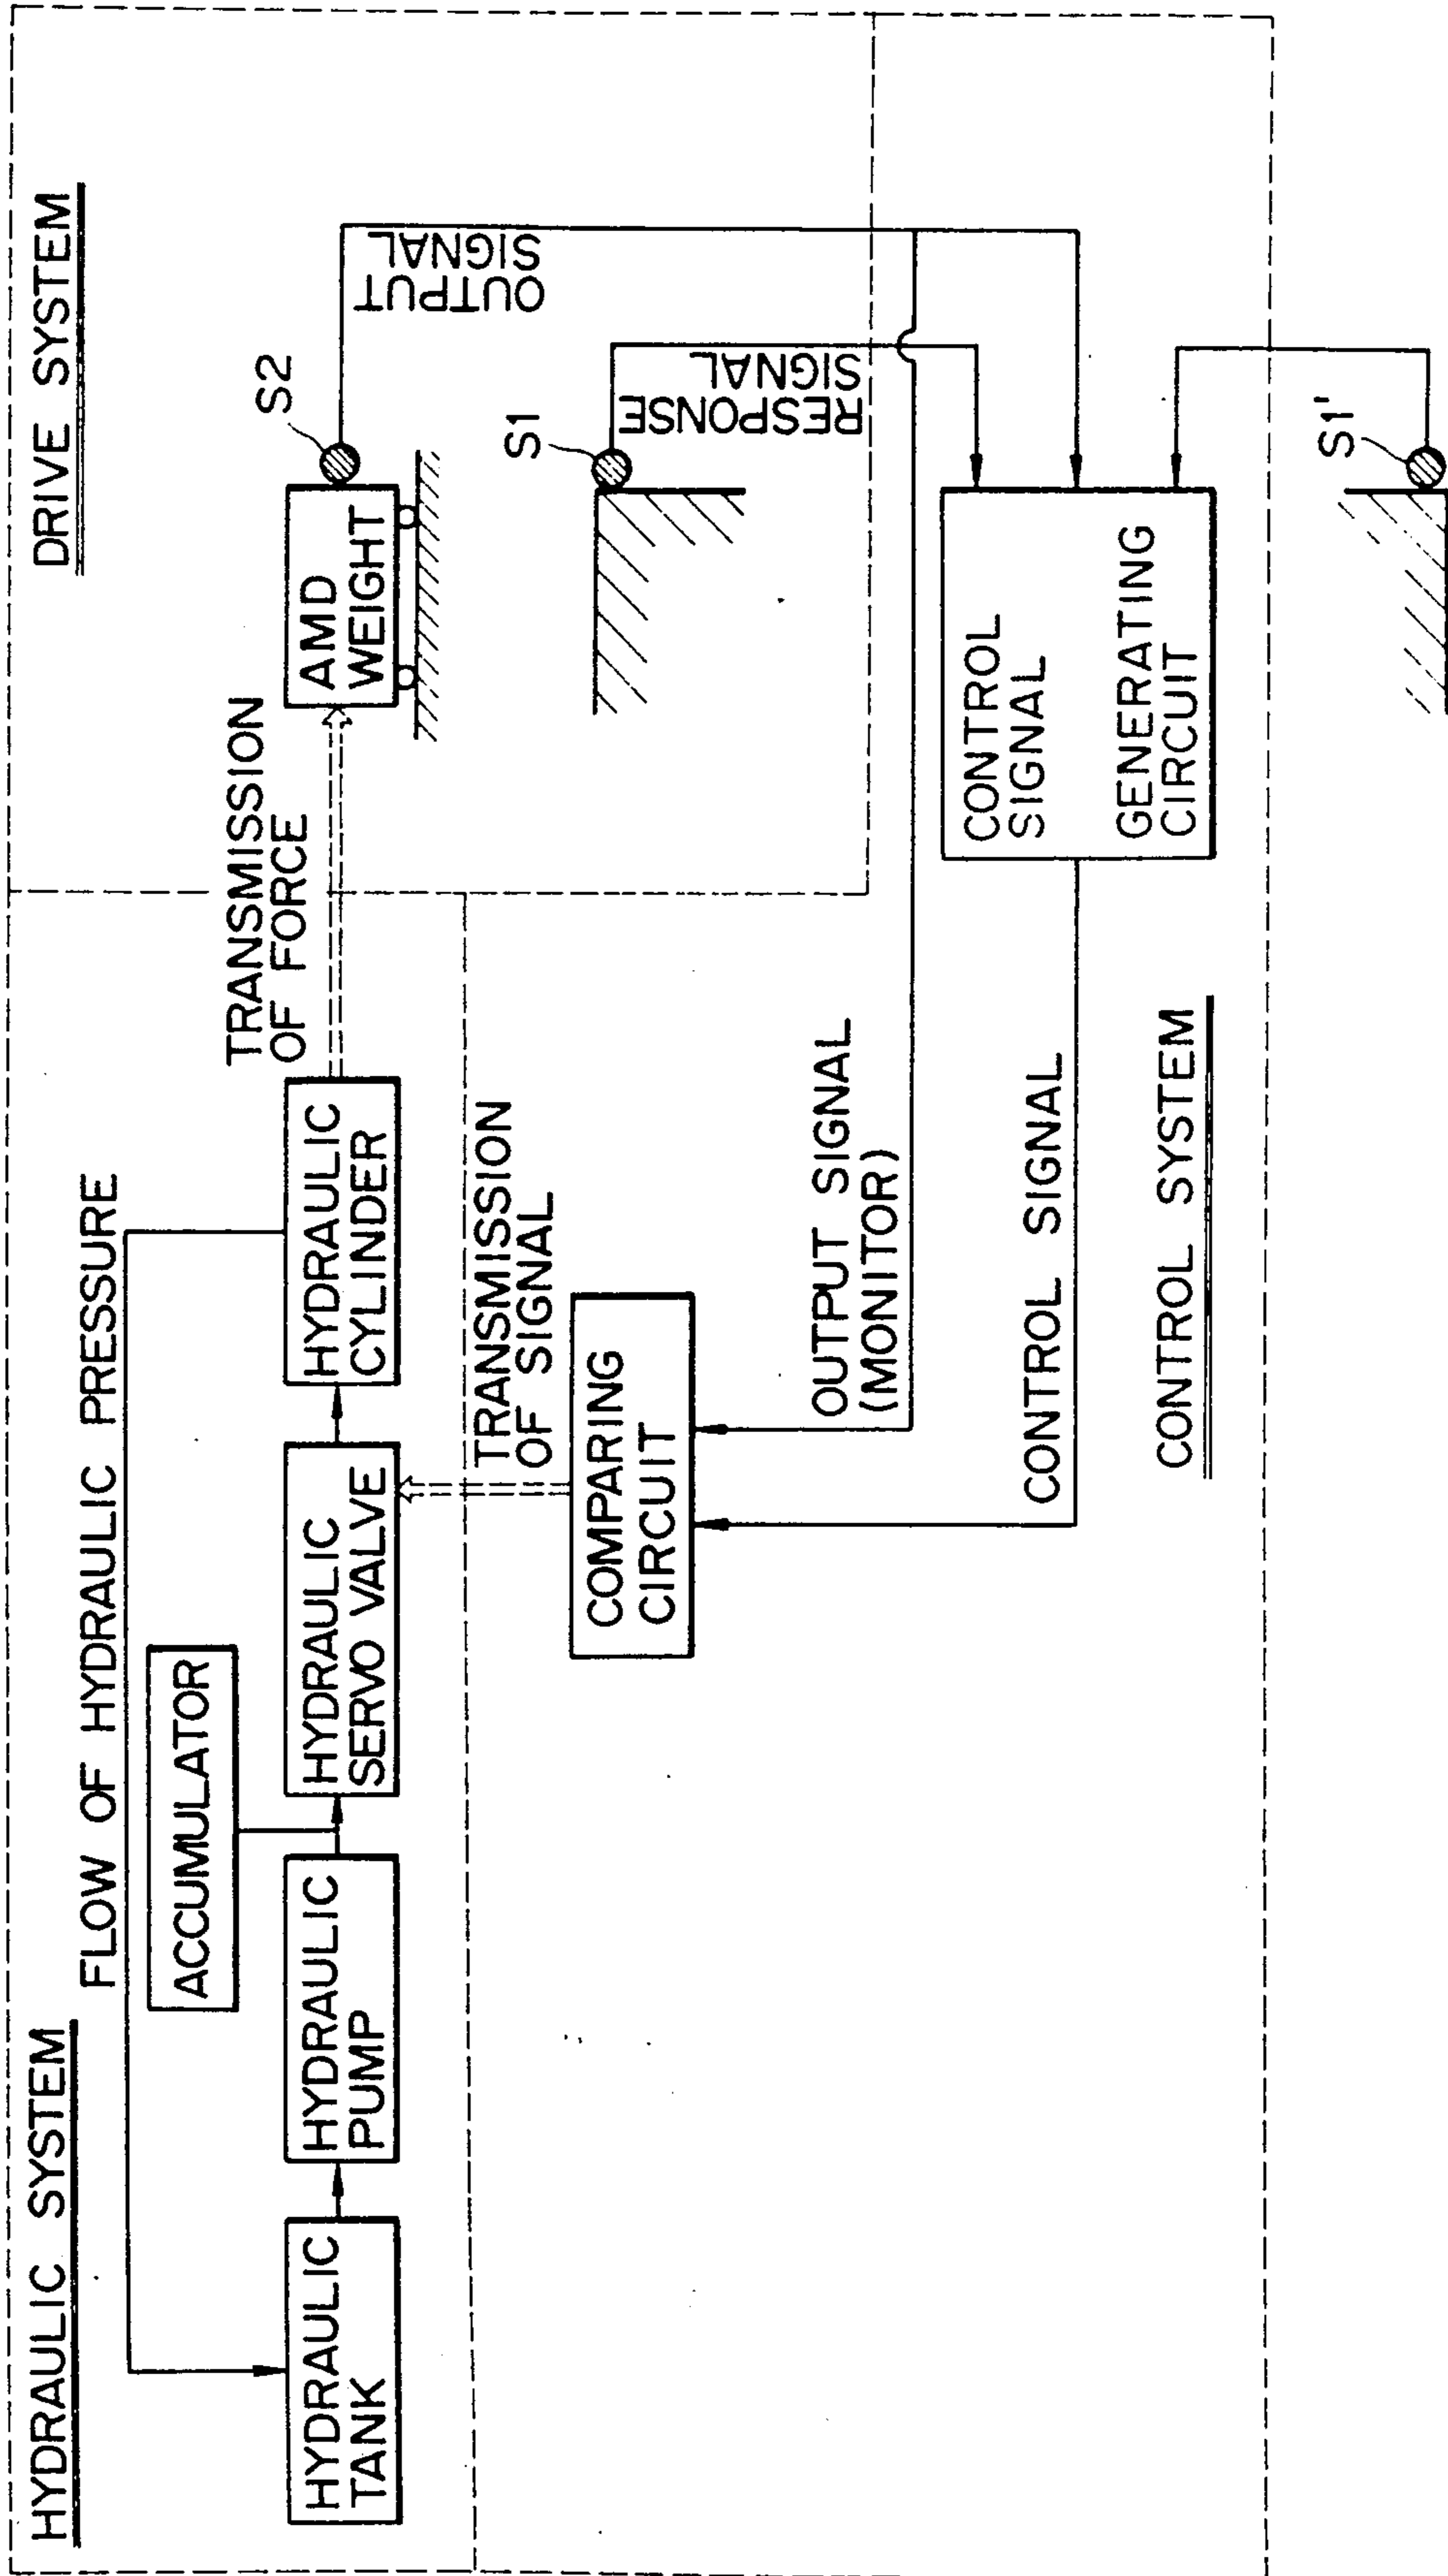 HYDRAULIC SYSTEM
FLOW OF HYDRAULIC PRESSURE
ACCUMULATOR
HYDRAULIC
TANK
HYDRAULIC
PUMP
HYDRAULIC
SERVO VALVE
HYDRAULIC
CYLINDER
TRANSMISSION
OF FORCE
DRIVE SYSTEM
AMD
WEIGHT
S2
OUTPUT
SIGNAL
S1
RESPONSE
SIGNAL
TRANSMISSION
OF SIGNAL
COMPARING
CIRCUIT
OUTPUT SIGNAL
(MONITOR)
CONTROL SIGNAL
CONTROL SYSTEM
CONTROL
SIGNAL
GENERATING
CIRCUIT
S1'